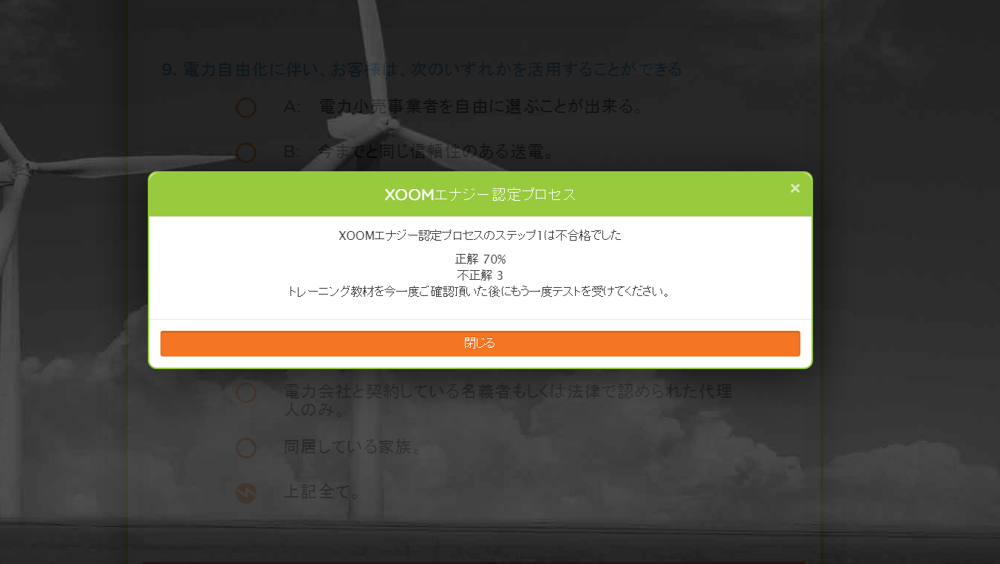 9. 電力自由化に伴い、お客様は、次のいずれかを活用することができる
A: 電力小売事業者を自由に選ぶことが出来る。
B: 今までと同じ信頼性のある送電。
XOOMエナジー認定プロセス ×
XOOMエナジー認定プロセスのステップ1は不合格でした
正解 70%
不正解 3
トレーニング教材を今一度ご確認頂いた後にもう一度テストを受けてください。
閉じる
電力会社と契約している名義者もしくは法律で認められた代理
人のみ。
同居している家族。
上記全て。